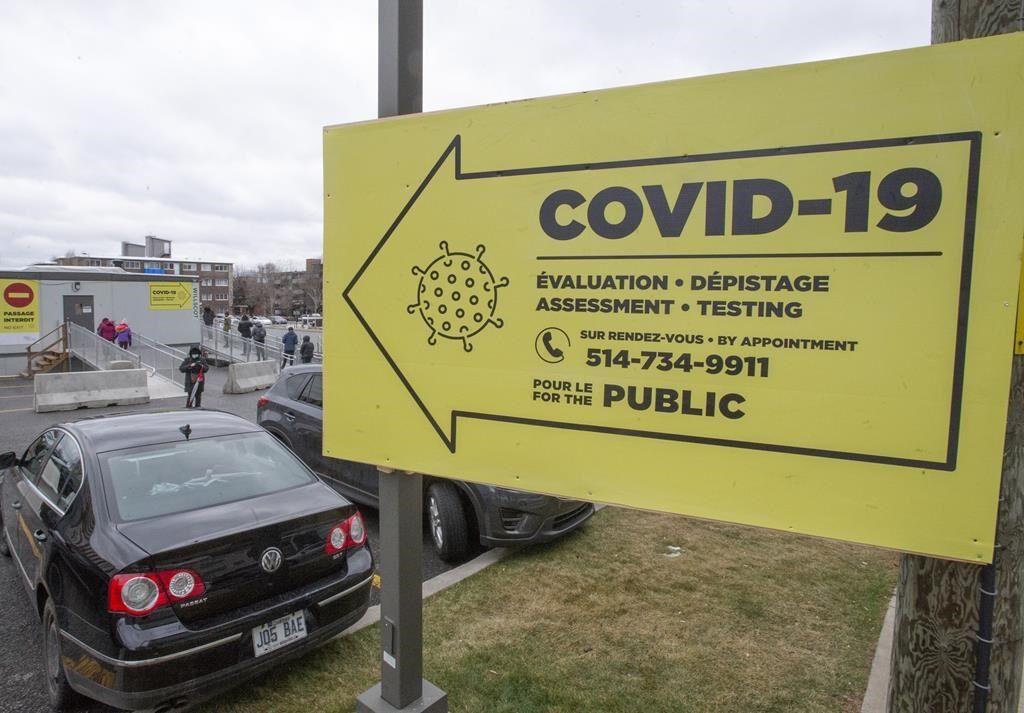 COVID-19
ÉVALUATION • DÉPISTAGE
ASSESSMENT • TESTING
SUR RENDEZ-VOUS • BY APPOINTMENT
514-734-9911
POUR LE
FOR THE
PUBLIC
PASSAGE
INTERDIT
NO EXIT
COVID-19
WILLSCOT
PASSAT
J05 BAE